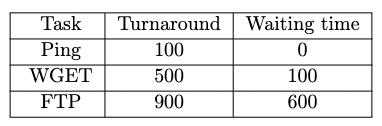 Task Turnaround Waiting time
Ping 100 0
WGET 500 100
FTP 900 600